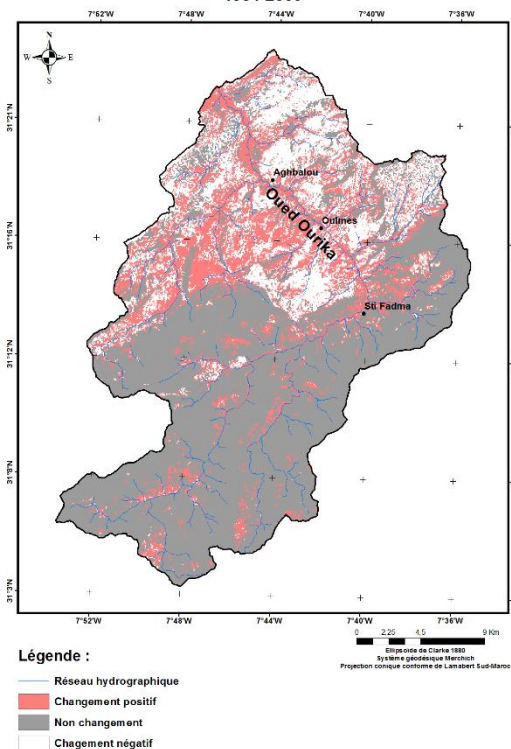 7°52'W 7°48'W 7°44'W 7°40'W 7°36'W
N
W E
S
31°21'N
Aghbalou
Oulmes
Oued Ourika
31°16'N
Sti Fadma
31°12'N
31°8'N
31°3'N
7°52'W 7°48'W 7°44'W 7°40'W 7°36'W
0 2,25 4,5 9 Km
Ellipsoide de Clarke 1880
Système géodésique Merchich
Projection conique conforme de Lamabert Sud-Maroc
Légende :
Réseau hydrographique
Changement positif
Non changement
Chagement négatif